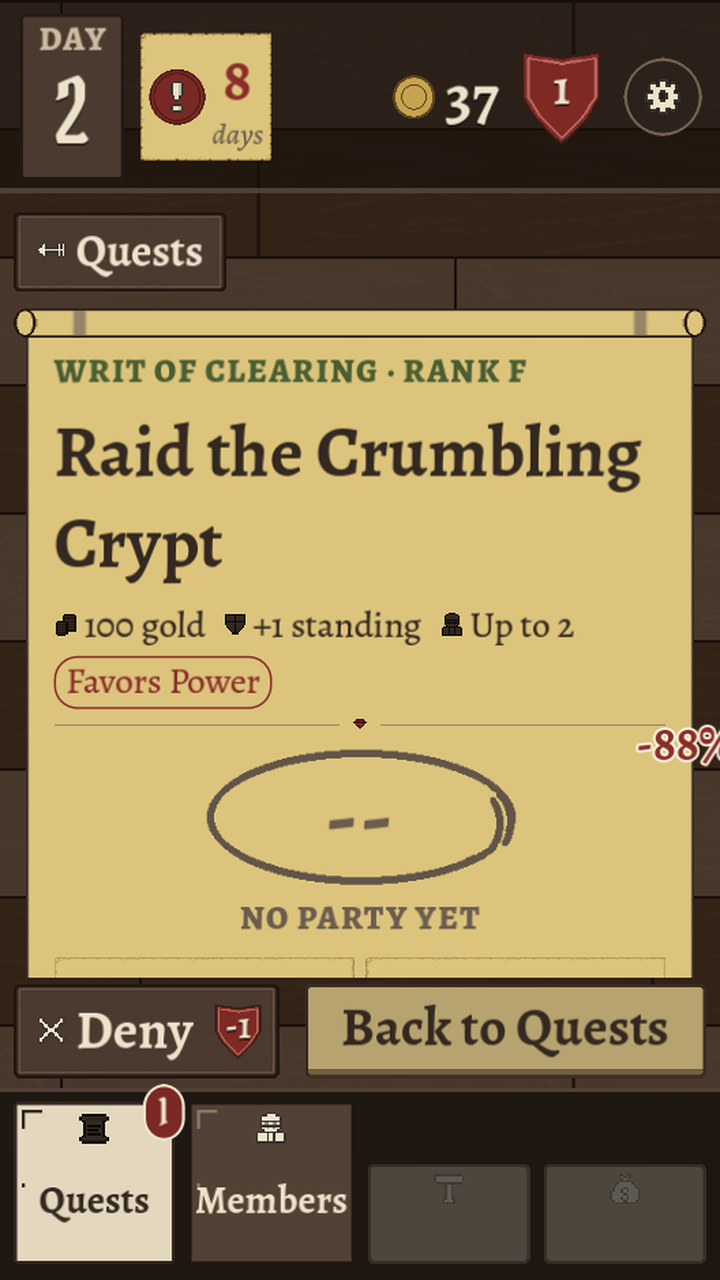 DAY
2
8
days
37
1
Quests
WRIT OF CLEARING · RANK F
Raid the Crumbling
Crypt
100 gold +1 standing Up to 2
Favors Power
-88%
--
NO PARTY YET
Deny -1
Back to Quests
1
Quests
Members